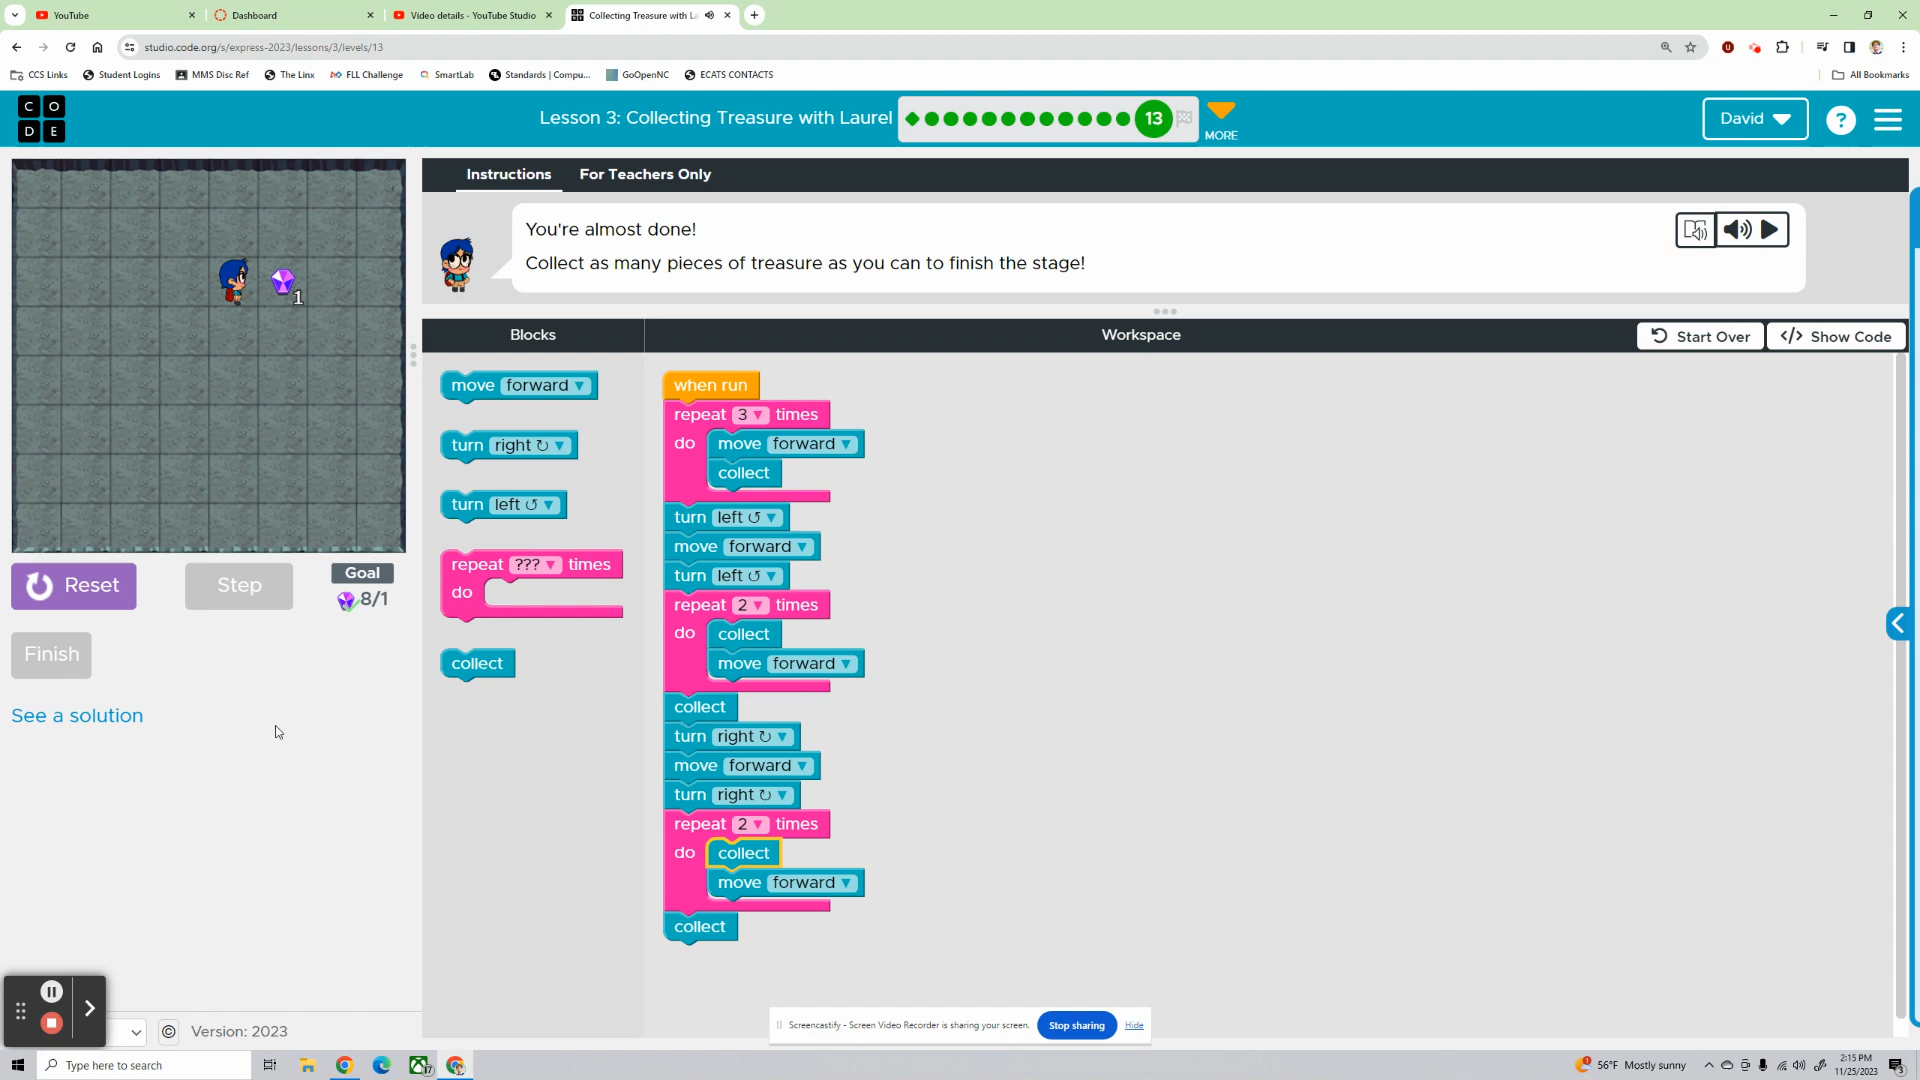 YouTube
Dashboard
Video details - YouTube Studio
Collecting Treasure with La
studio.code.org/s/express-2023/lessons/3/levels/13
CCS Links
Student Logins
MMS Disc Ref
The Linx
FLL Challenge
SmartLab
Standards | Compu...
GoOpenNC
ECATS CONTACTS
All Bookmarks
C O
D E
Lesson 3: Collecting Treasure with Laurel
13
MORE
David
?
Instructions
For Teachers Only
You're almost done!
Collect as many pieces of treasure as you can to finish the stage!
1
Blocks
Workspace
Start Over
</> Show Code
move forward
turn right
turn left
repeat ??? times
do
collect
when run
repeat 3 times
do move forward
collect
turn left
move forward
turn left
repeat 2 times
do collect
move forward
collect
turn right
move forward
turn right
repeat 2 times
do collect
move forward
collect
Reset
Step
Goal
8/1
Finish
See a solution
© Version: 2023
Screencastify - Screen Video Recorder is sharing your screen.
Stop sharing
Hide
Type here to search
17
56°F Mostly sunny
2:15 PM
11/25/2023
3